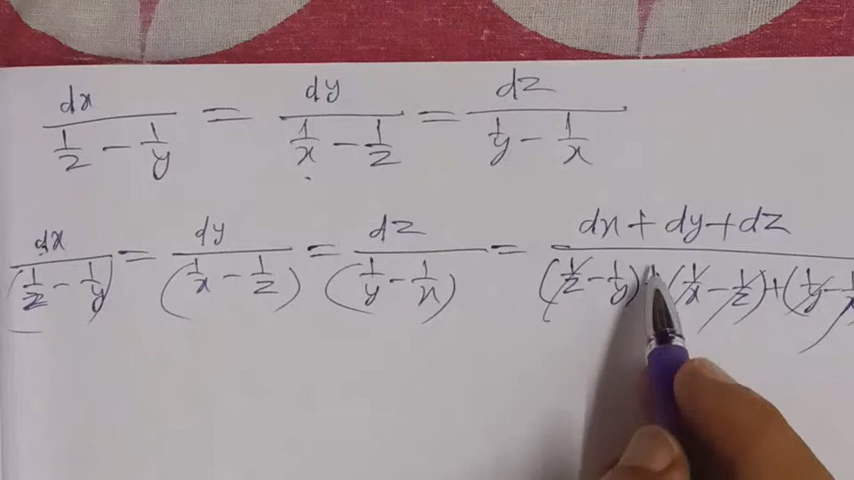 dx/(1/z - 1/y) = dy/(1/x - 1/z) = dz/(1/y - 1/x)
dx/(1/z - 1/y) = dy/(1/x - 1/z) = dz/(1/y - 1/x) = dx + dy + dz/(1/z - 1/y) + (1/x - 1/z) + (1/y - 1/x